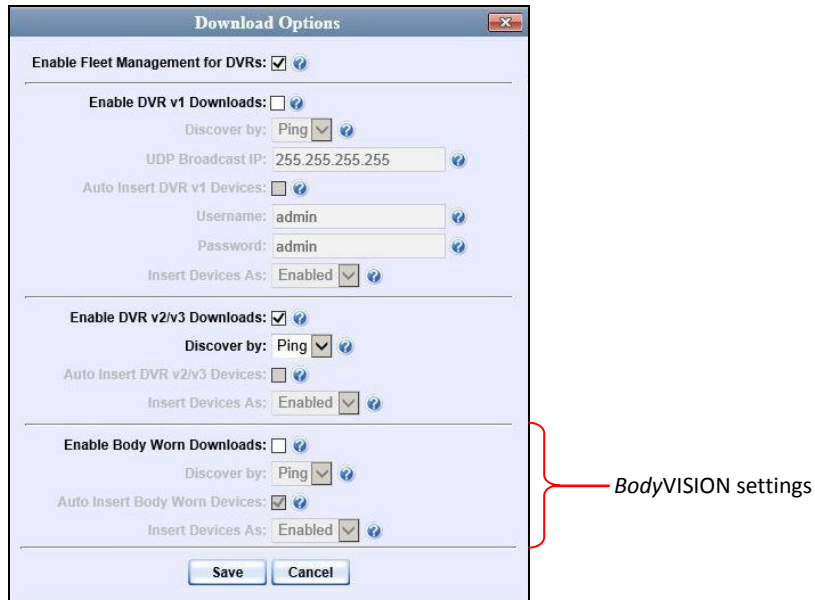 Download Options
Enable Fleet Management for DVRs:
Enable DVR v1 Downloads:
Discover by: Ping
UDP Broadcast IP: 255.255.255.255
Auto Insert DVR v1 Devices:
Username: admin
Password: admin
Insert Devices As: Enabled
Enable DVR v2/v3 Downloads:
Discover by: Ping
Auto Insert DVR v2/v3 Devices:
Insert Devices As: Enabled
Enable Body Worn Downloads:
Discover by: Ping
BodyVISION settings
Auto Insert Body Worn Devices:
Insert Devices As: Enabled
Save Cancel